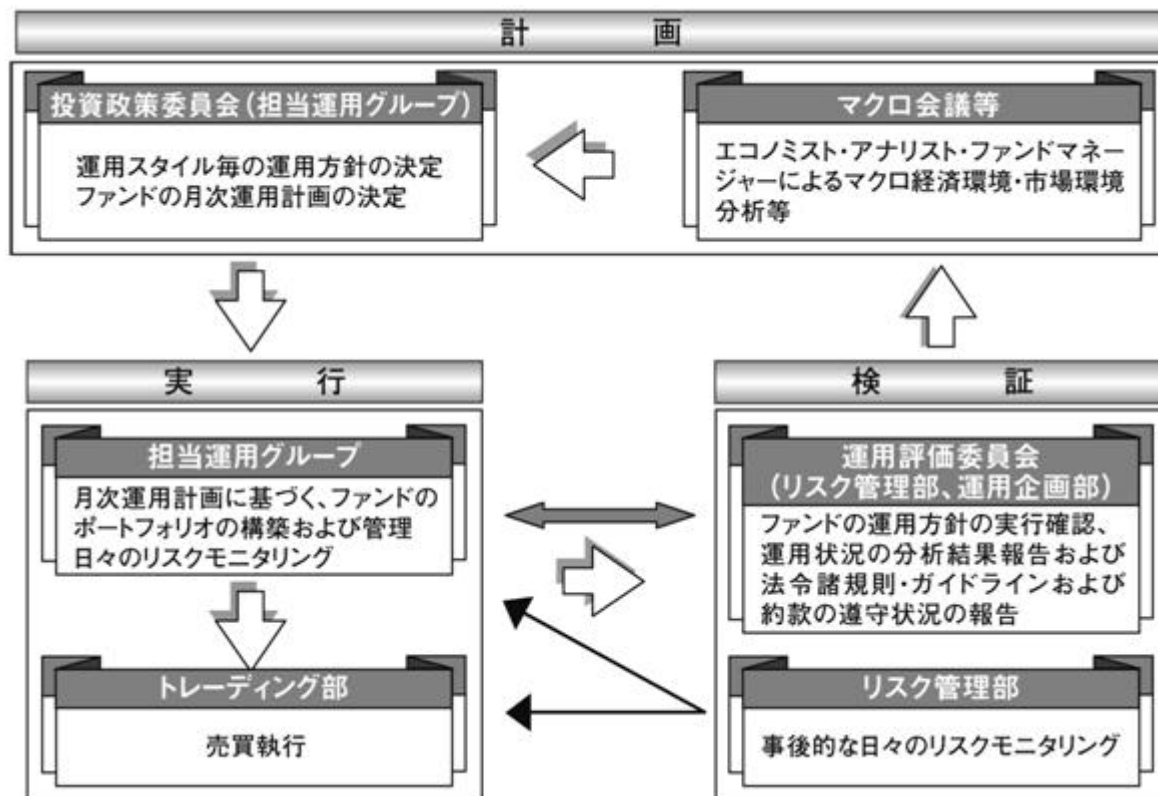 計画
投資政策委員会(担当運用グループ)
運用スタイル毎の運用方針の決定
ファンドの月次運用計画の決定
マクロ会議等
エコノミスト・アナリスト・ファンドマネー
ジャーによるマクロ経済環境・市場環境
分析等
実行
担当運用グループ
月次運用計画に基づく、ファンドの
ポートフォリオの構築および管理
日々のリスクモニタリング
トレーディング部
売買執行
検証
運用評価委員会
(リスク管理部、運用企画部)
ファンドの運用方針の実行確認、
運用状況の分析結果報告および
法令諸規則・ガイドラインおよび
約款の遵守状況の報告
リスク管理部
事後的な日々のリスクモニタリング